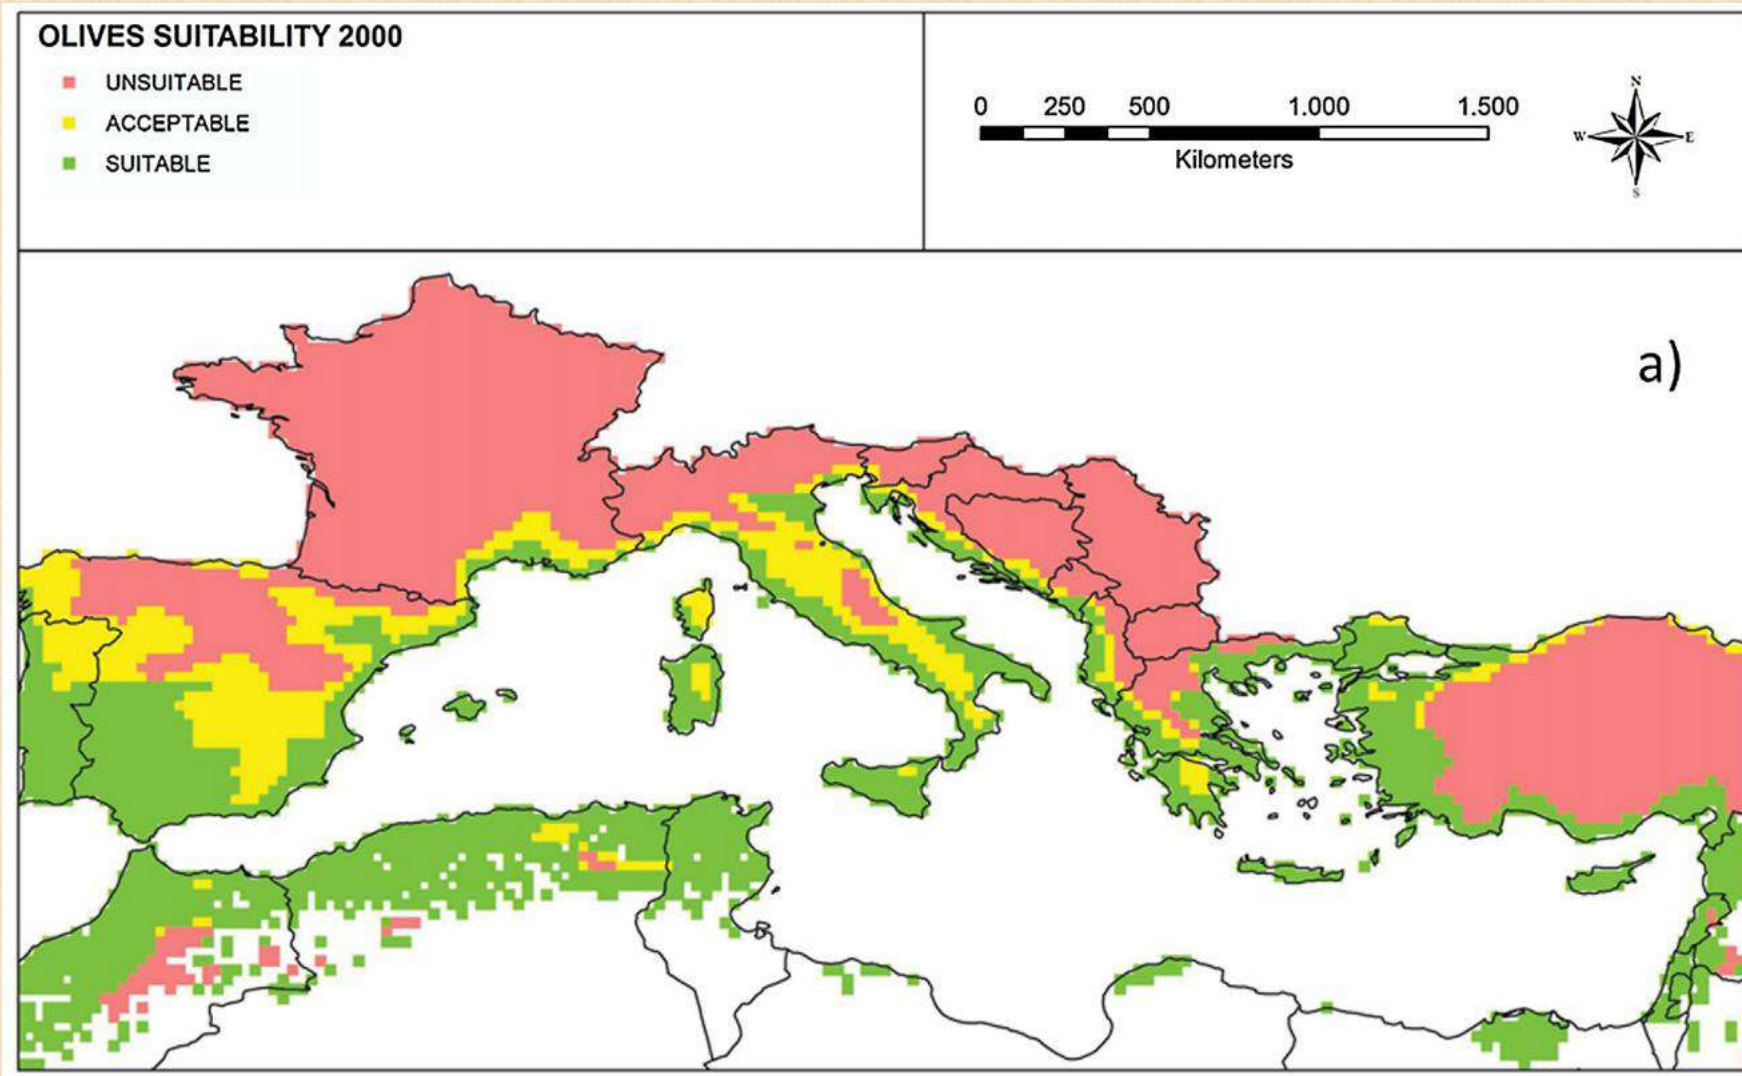 OLIVES SUITABILITY 2000
UNSUITABLE
ACCEPTABLE
SUITABLE
0 250 500 1.000 1.500
Kilometers
N
W E
S
a)